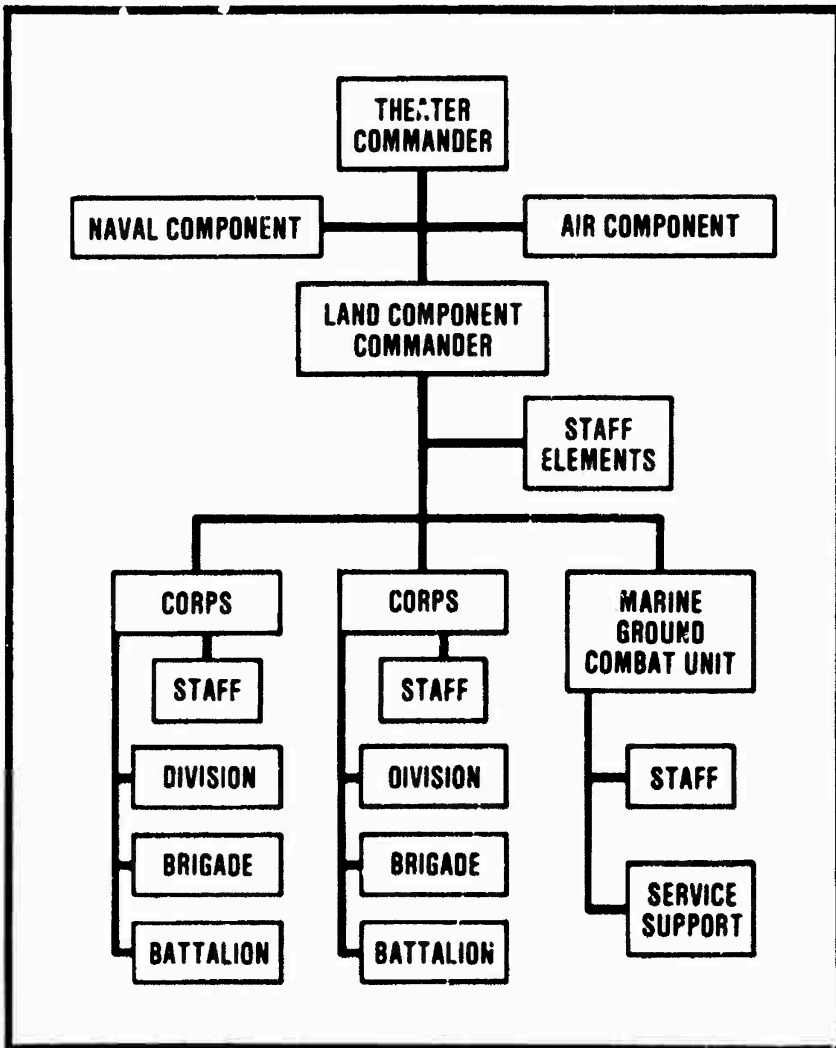 THEATER
COMMANDER
NAVAL COMPONENT
AIR COMPONENT
LAND COMPONENT
COMMANDER
STAFF
ELEMENTS
CORPS
STAFF
DIVISION
BRIGADE
BATTALION
CORPS
STAFF
DIVISION
BRIGADE
BATTALION
MARINE
GROUND
COMBAT UNIT
STAFF
SERVICE
SUPPORT